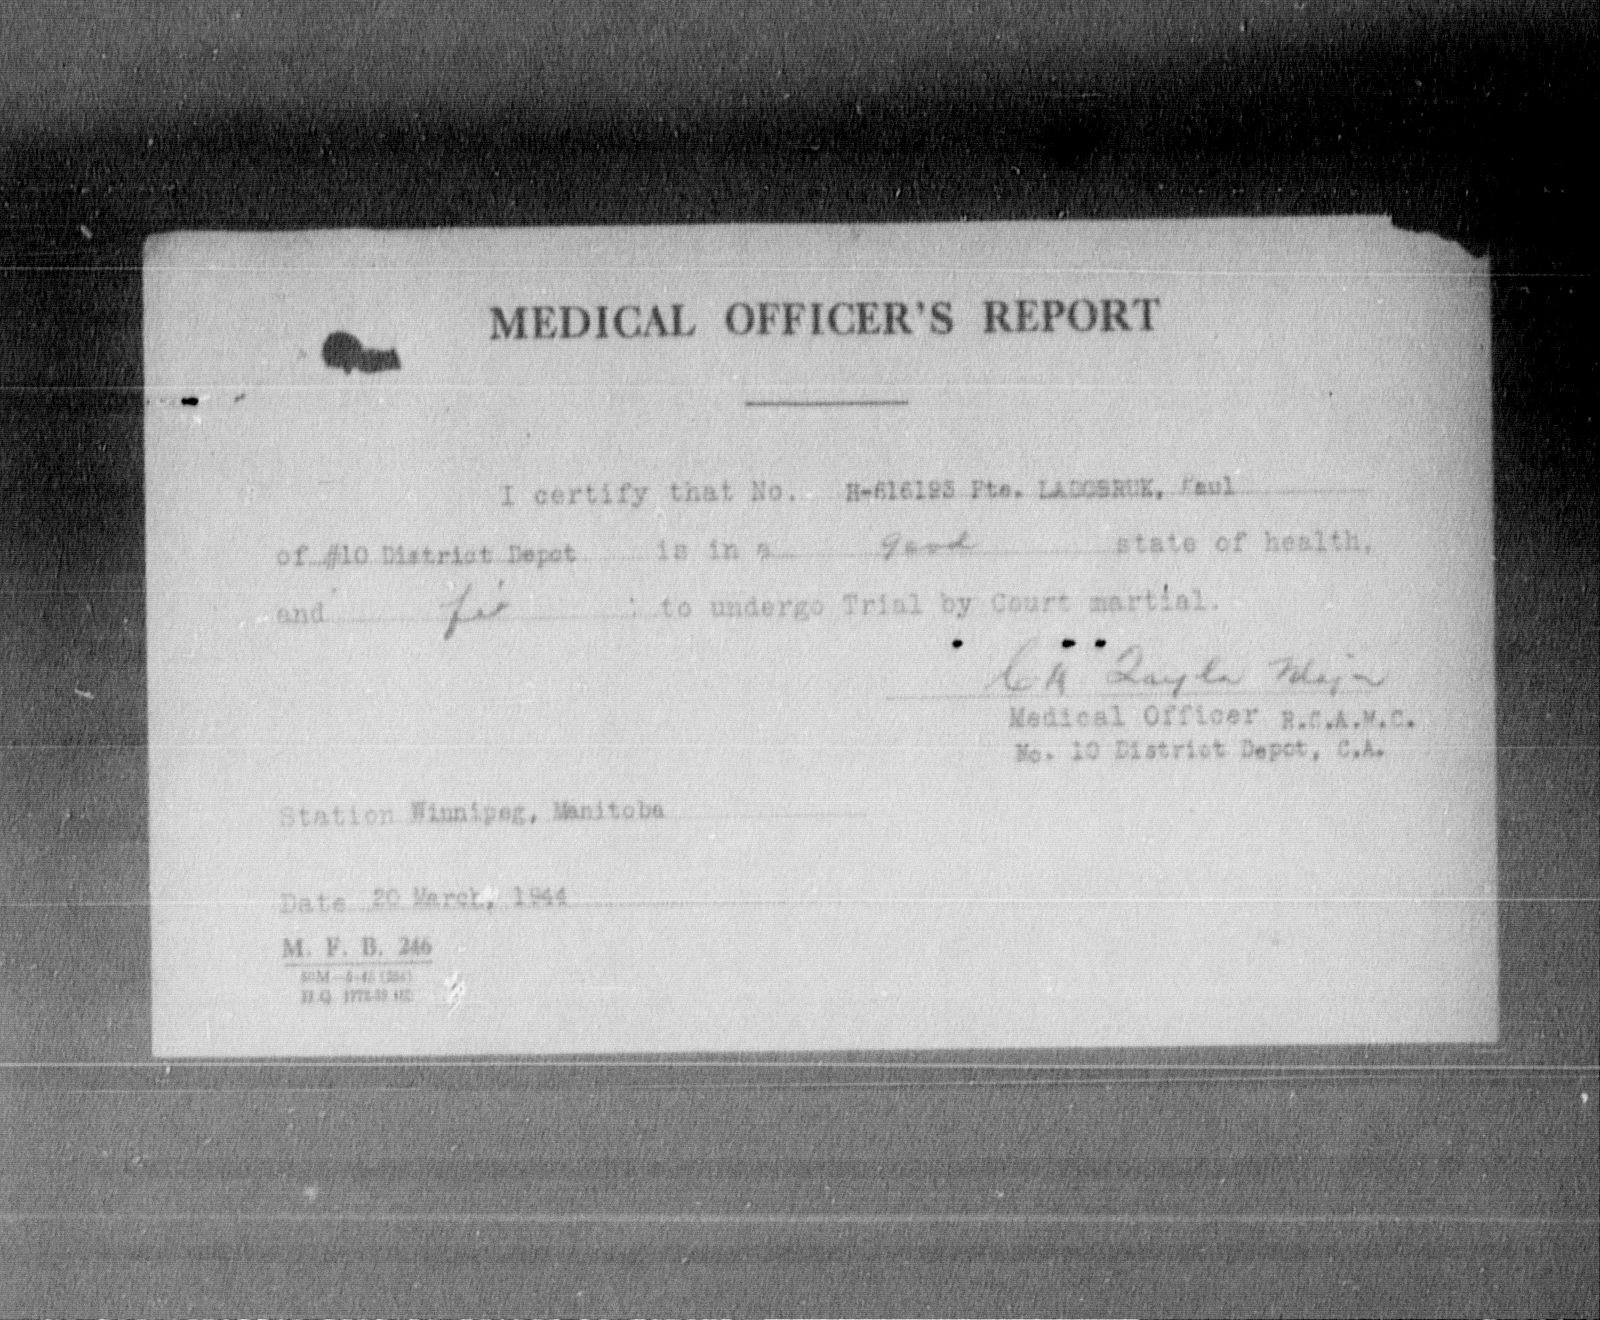 MEDICAL OFFICER'S REPORT
I certify that No. H-616193 Pte. LADOBRUK, Paul
of #10 District Depot is in a good state of health,
and fit to undergo Trial by Court martial.
Major
Medical Officer R.C.A.M.C.
No. 10 District Depot, C.A.
Station Winnipeg, Manitoba
Date 20 March, 1944
M. F. B. 246